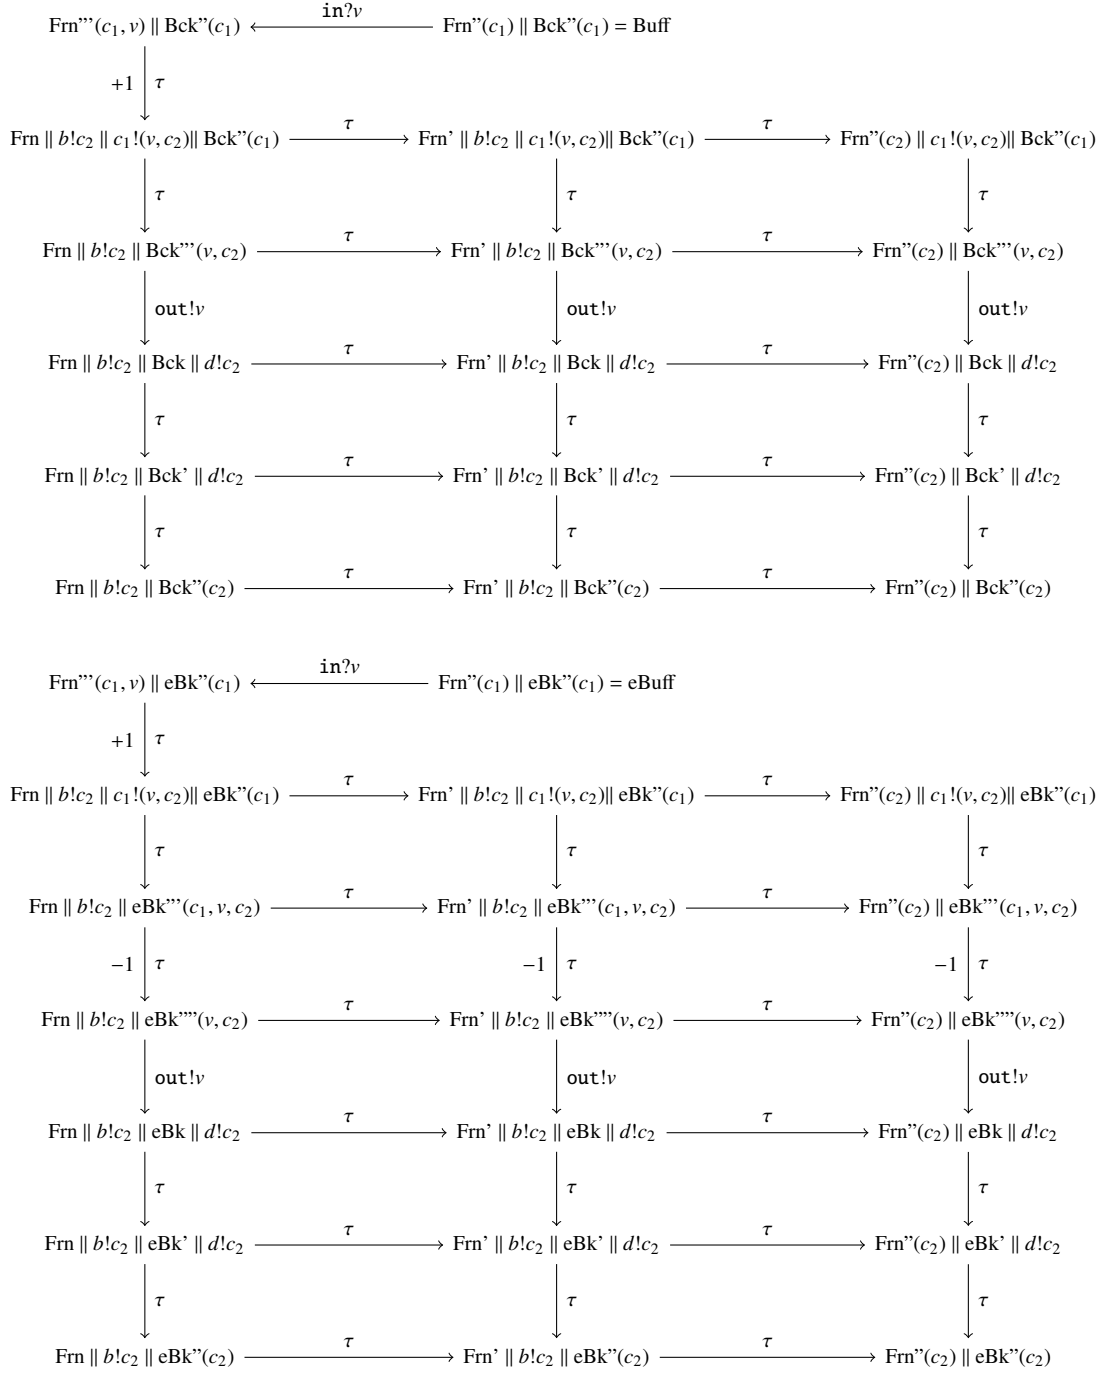 Frn”’(c₁, v) || Bck”(c₁) in?v Frn”(c₁) || Bck”(c₁) = Buff
+1 τ
Frn || b!c₂ || c₁!(v, c₂)|| Bck”(c₁) τ Frn’ || b!c₂ || c₁!(v, c₂)|| Bck”(c₁) τ Frn”(c₂) || c₁!(v, c₂)|| Bck”(c₁)
τ τ τ
Frn || b!c₂ || Bck”’(v, c₂) τ Frn’ || b!c₂ || Bck”’(v, c₂) τ Frn”(c₂) || Bck”’(v, c₂)
out!v out!v out!v
Frn || b!c₂ || Bck || d!c₂ τ Frn’ || b!c₂ || Bck || d!c₂ τ Frn”(c₂) || Bck || d!c₂
τ τ τ
Frn || b!c₂ || Bck’ || d!c₂ τ Frn’ || b!c₂ || Bck’ || d!c₂ τ Frn”(c₂) || Bck’ || d!c₂
τ τ τ
Frn || b!c₂ || Bck”(c₂) τ Frn’ || b!c₂ || Bck”(c₂) τ Frn”(c₂) || Bck”(c₂)
Frn”’(c₁, v) || eBk”(c₁) in?v Frn”(c₁) || eBk”(c₁) = eBuff
+1 τ
Frn || b!c₂ || c₁!(v, c₂)|| eBk”(c₁) τ Frn’ || b!c₂ || c₁!(v, c₂)|| eBk”(c₁) τ Frn”(c₂) || c₁!(v, c₂)|| eBk”(c₁)
τ τ τ
Frn || b!c₂ || eBk”’(c₁, v, c₂) τ Frn’ || b!c₂ || eBk”’(c₁, v, c₂) τ Frn”(c₂) || eBk”’(c₁, v, c₂)
−1 τ −1 τ −1 τ
Frn || b!c₂ || eBk””(v, c₂) τ Frn’ || b!c₂ || eBk””(v, c₂) τ Frn”(c₂) || eBk””(v, c₂)
out!v out!v out!v
Frn || b!c₂ || eBk || d!c₂ τ Frn’ || b!c₂ || eBk || d!c₂ τ Frn”(c₂) || eBk || d!c₂
τ τ τ
Frn || b!c₂ || eBk’ || d!c₂ τ Frn’ || b!c₂ || eBk’ || d!c₂ τ Frn”(c₂) || eBk’ || d!c₂
τ τ τ
Frn || b!c₂ || eBk”(c₂) τ Frn’ || b!c₂ || eBk”(c₂) τ Frn”(c₂) || eBk”(c₂)